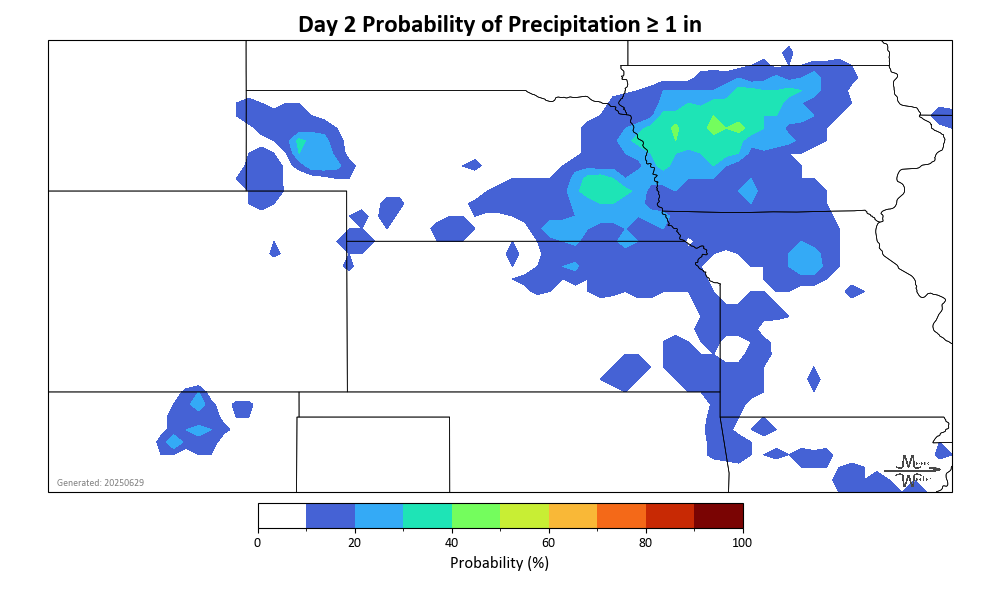 Day 2 Probability of Precipitation ≥ 1 in
Generated: 20250629
0 20 40 60 80 100
Probability (%)